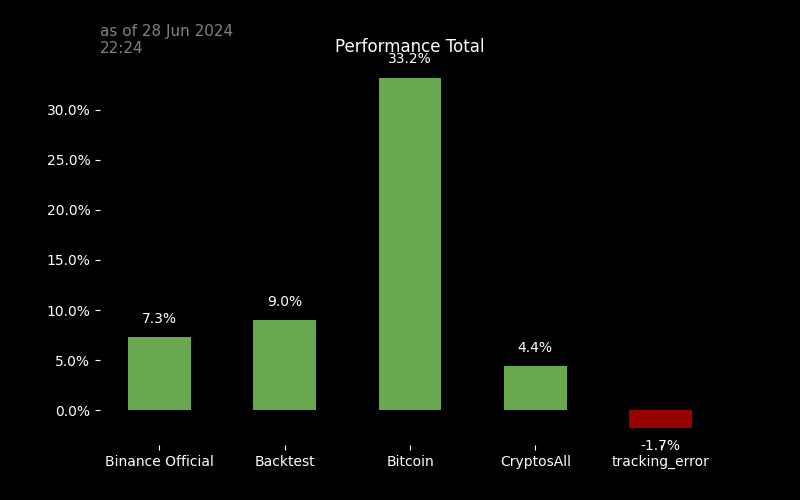 as of 28 Jun 2024
22:24
Performance Total
33.2%
30.0%
25.0%
20.0%
15.0%
10.0%
5.0%
0.0%
7.3%
9.0%
4.4%
-1.7%
Binance Official
Backtest
Bitcoin
CryptosAll
tracking_error